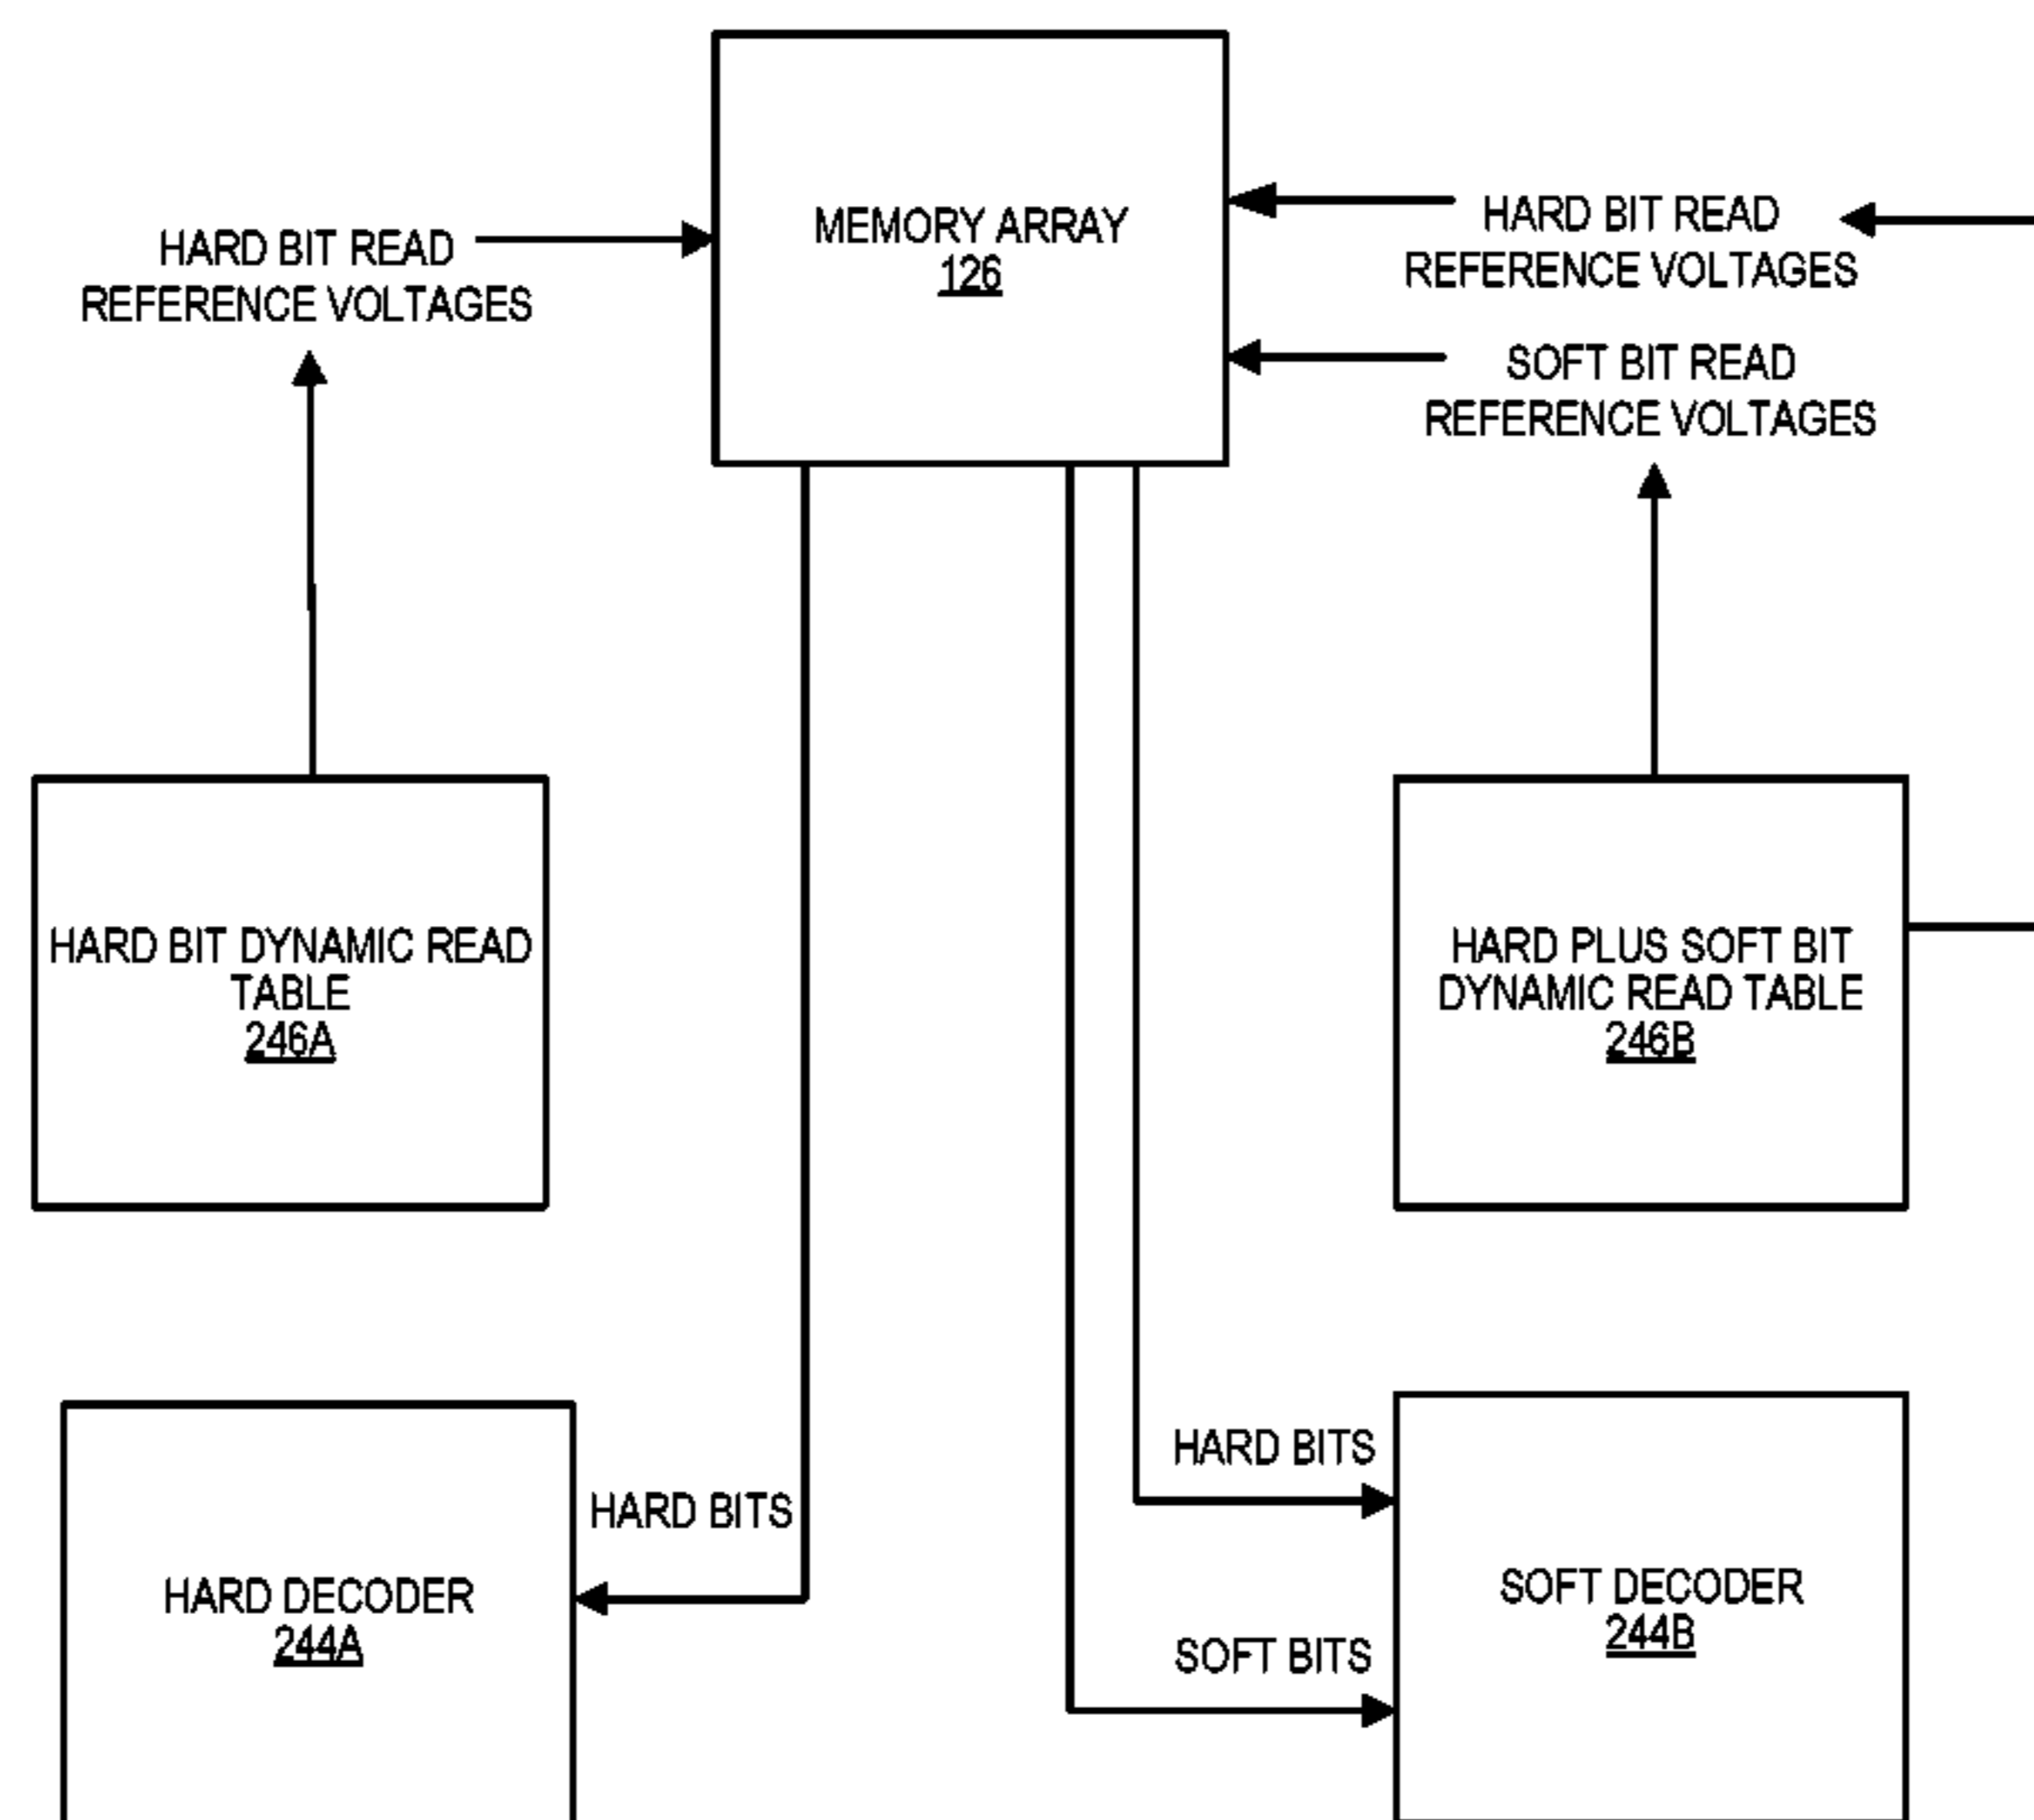 MEMORY ARRAY
126
HARD BIT READ
REFERENCE VOLTAGES
HARD BIT READ
REFERENCE VOLTAGES
SOFT BIT READ
REFERENCE VOLTAGES
HARD BIT DYNAMIC READ
TABLE
246A
HARD PLUS SOFT BIT
DYNAMIC READ TABLE
246B
HARD BITS
HARD BITS
HARD DECODER
244A
SOFT DECODER
244B
SOFT BITS